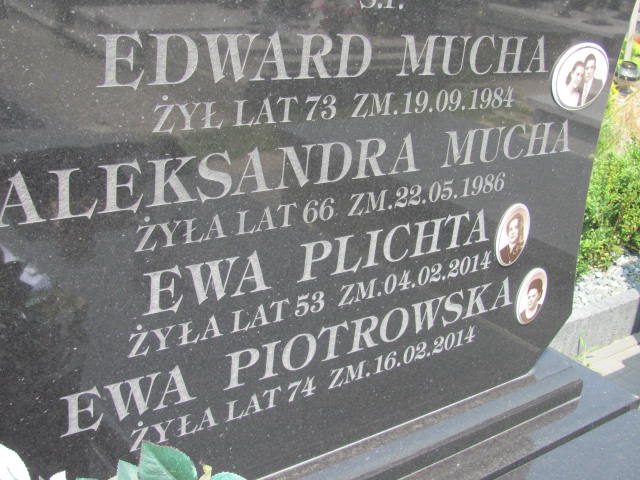 Ś.P.
EDWARD MUCHA
ŻYŁ LAT 73 ZM.19.09.1984
ALEKSANDRA MUCHA
ŻYŁA LAT 66 ZM.22.05.1986
EWA PLICHTA
ŻYŁA LAT 53 ZM.04.02.2014
EWA PIOTROWSKA
ŻYŁA LAT 74 ZM.16.02.2014